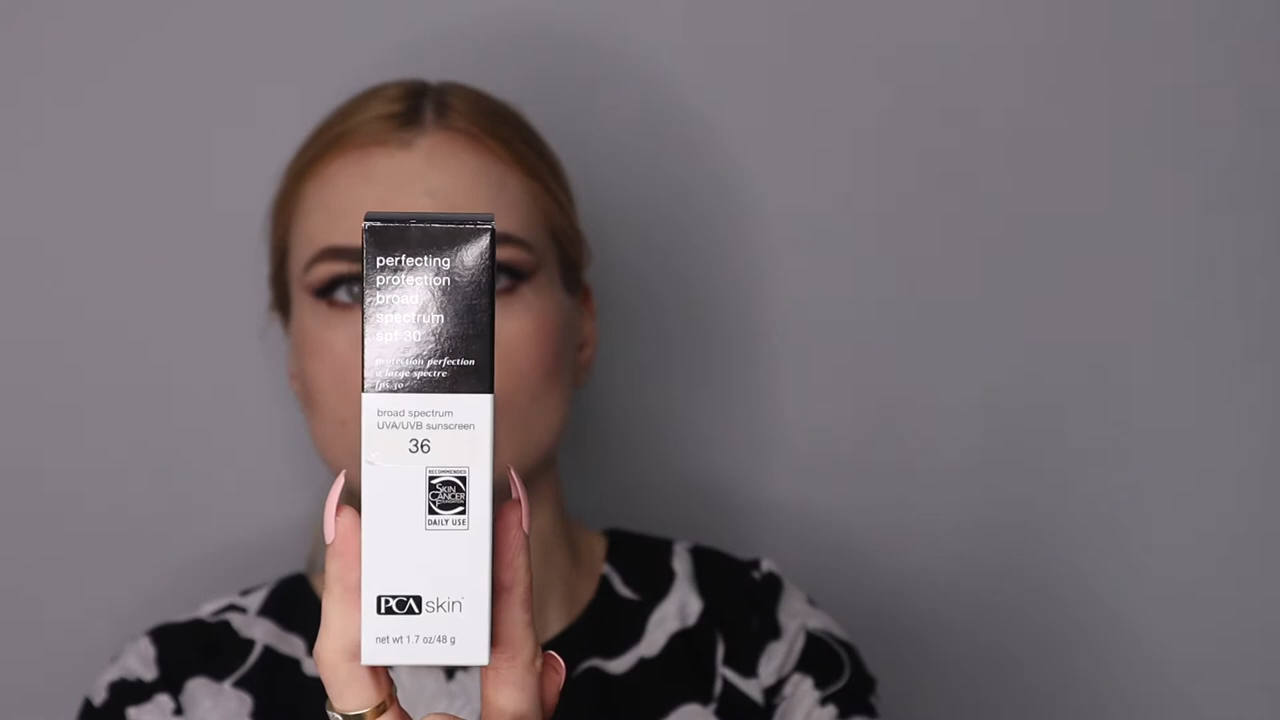 perfecting
protection
broad
spectrum
spf 30
protection perfection
à large spectre
fps 30
broad spectrum
UVA/UVB sunscreen
36
RECOMMENDED
SKIN
CANCER
FOUNDATION
DAILY USE
PCA skin
net wt 1.7 oz/48 g